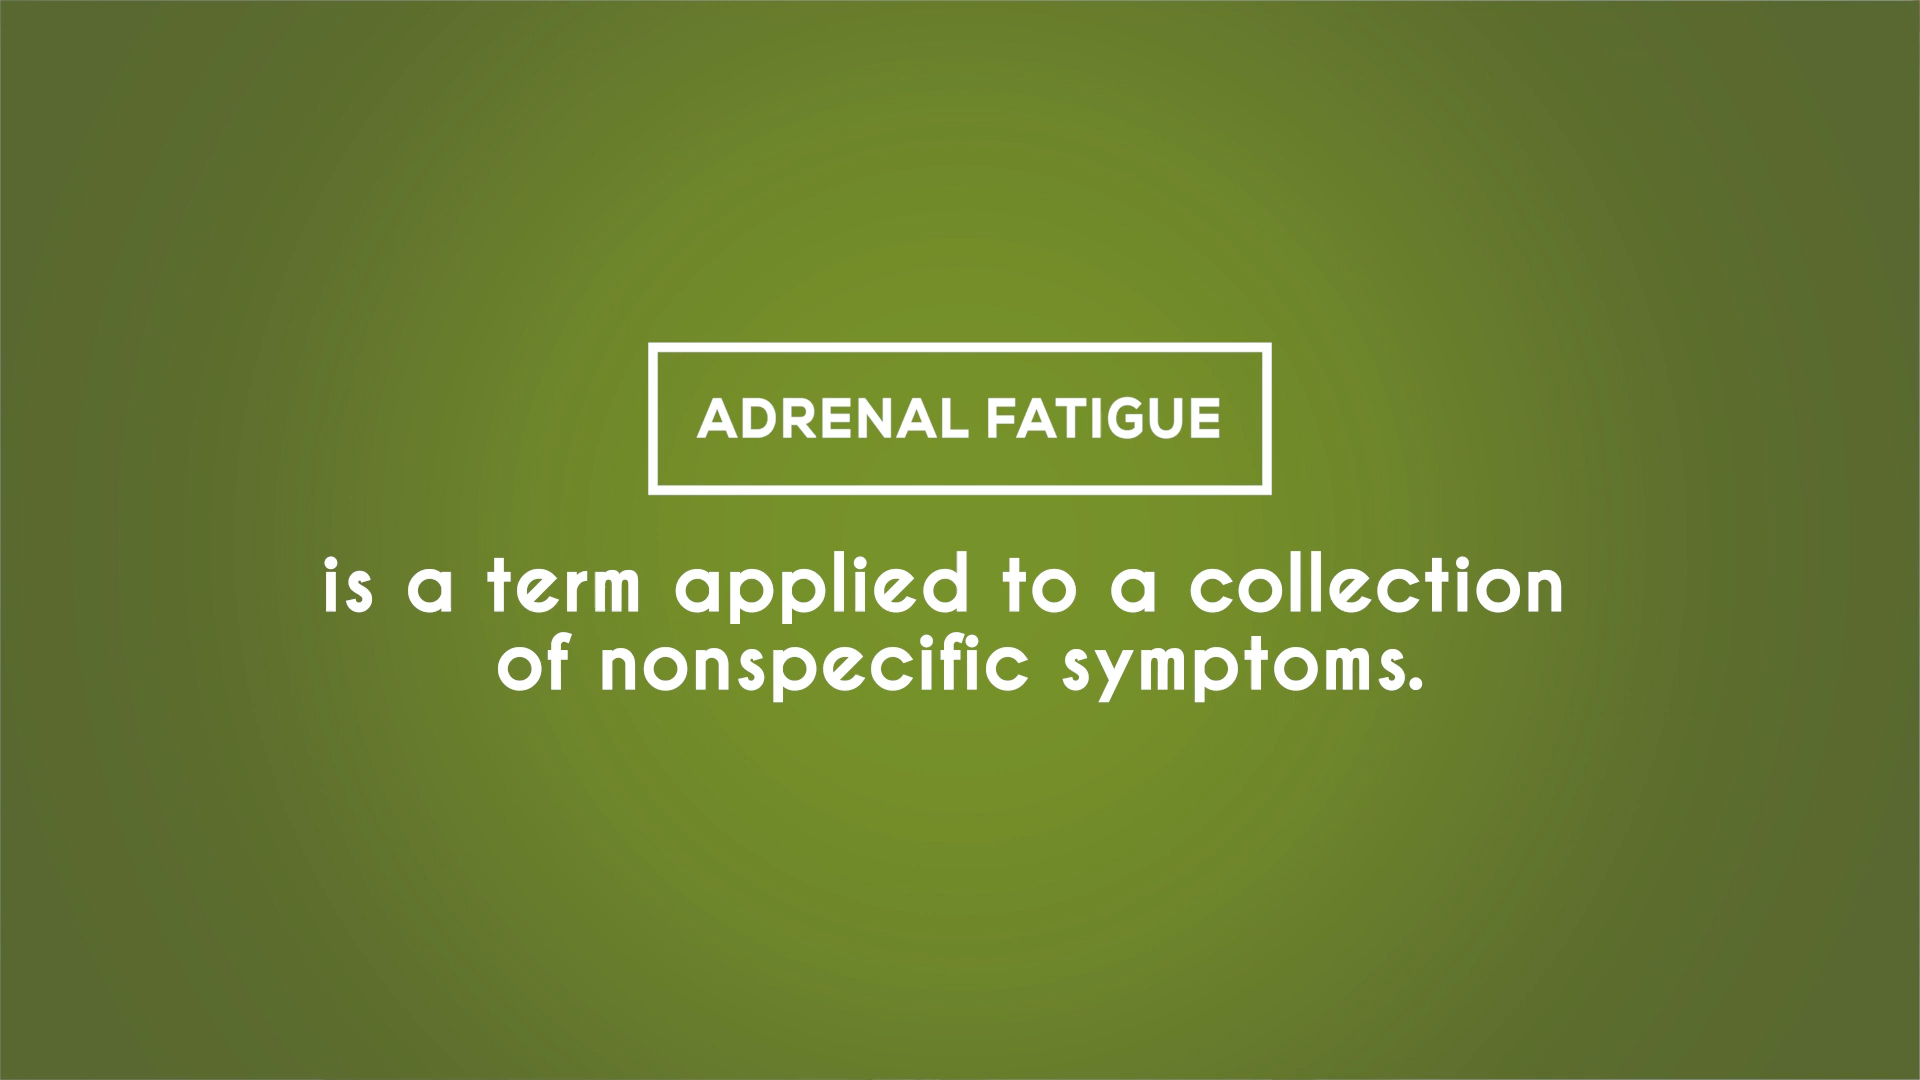 ADRENAL FATIGUE
is a term applied to a collection
of nonspecific symptoms.